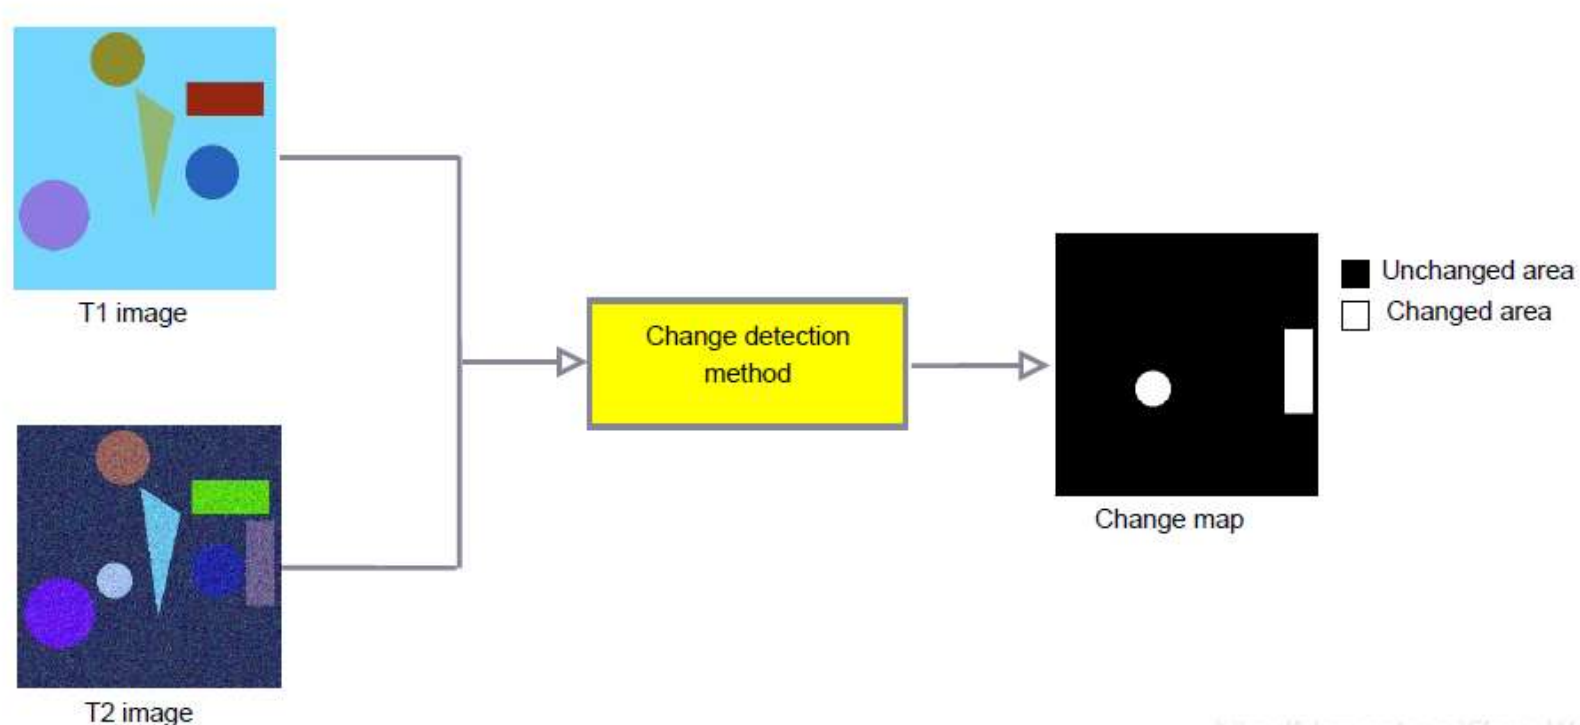 T1 image
T2 image
Change detection
method
Change map
Unchanged area
Changed area